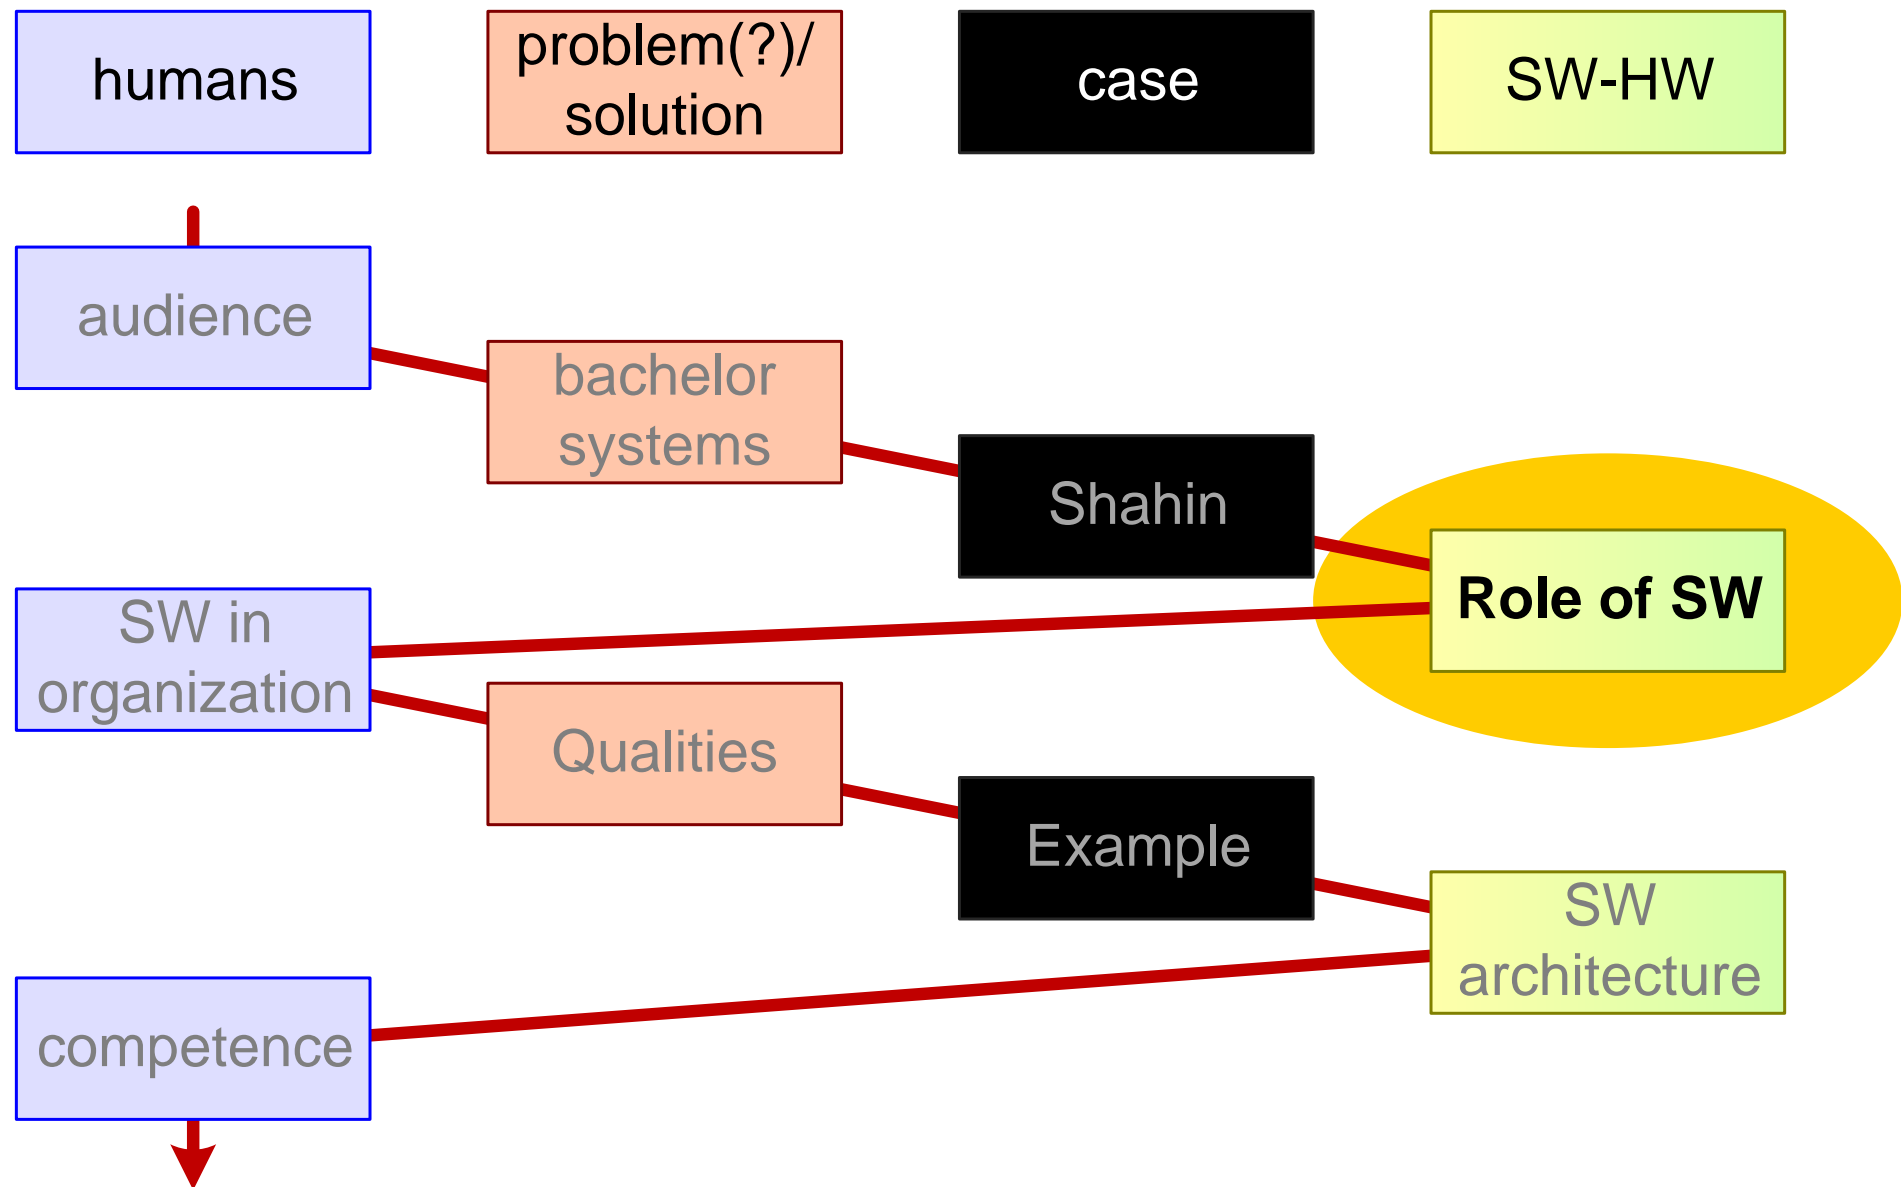 humans
problem(?)/
solution
case
SW-HW
audience
bachelor
systems
Shahin
Role of SW
SW in
organization
Qualities
Example
SW
architecture
competence